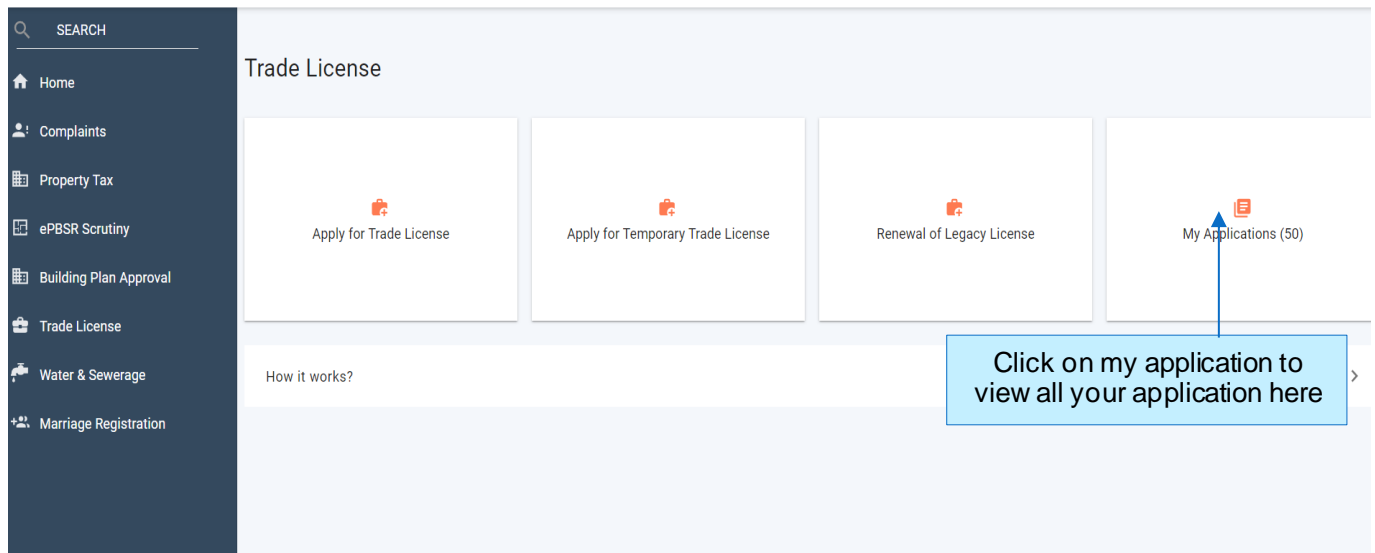 SEARCH
Home
Complaints
Property Tax
ePBSR Scrutiny
Building Plan Approval
Trade License
Water & Sewerage
Marriage Registration
Trade License
Apply for Trade License
Apply for Temporary Trade License
Renewal of Legacy License
My Applications (50)
How it works?
Click on my application to
view all your application here